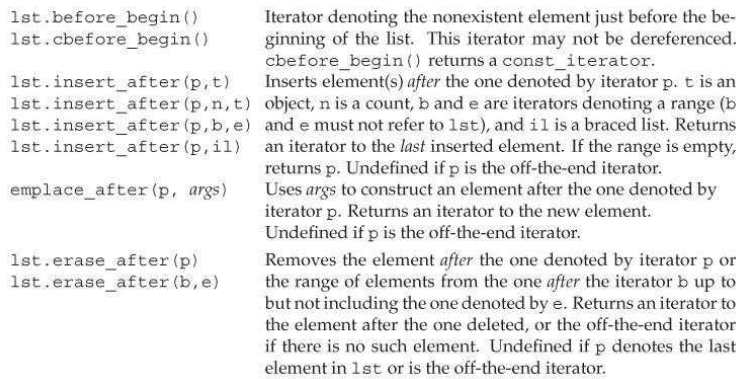 lst.before_begin() Iterator denoting the nonexistent element just before the be-
lst.cbefore_begin() ginning of the list. This iterator may not be dereferenced.
cbefore_begin() returns a const_iterator.
lst.insert_after(p,t) Inserts element(s) after the one denoted by iterator p. t is an
lst.insert_after(p,n,t) object, n is a count, b and e are iterators denoting a range (b
lst.insert_after(p,b,e) and e must not refer to lst), and il is a braced list. Returns
lst.insert_after(p,il) an iterator to the last inserted element. If the range is empty,
returns p. Undefined if p is the off-the-end iterator.
emplace_after(p, args) Uses args to construct an element after the one denoted by
iterator p. Returns an iterator to the new element.
Undefined if p is the off-the-end iterator.
lst.erase_after(p) Removes the element after the one denoted by iterator p or
lst.erase_after(b,e) the range of elements from the one after the iterator b up to
but not including the one denoted by e. Returns an iterator to
the element after the one deleted, or the off-the-end iterator
if there is no such element. Undefined if p denotes the last
element in lst or is the off-the-end iterator.